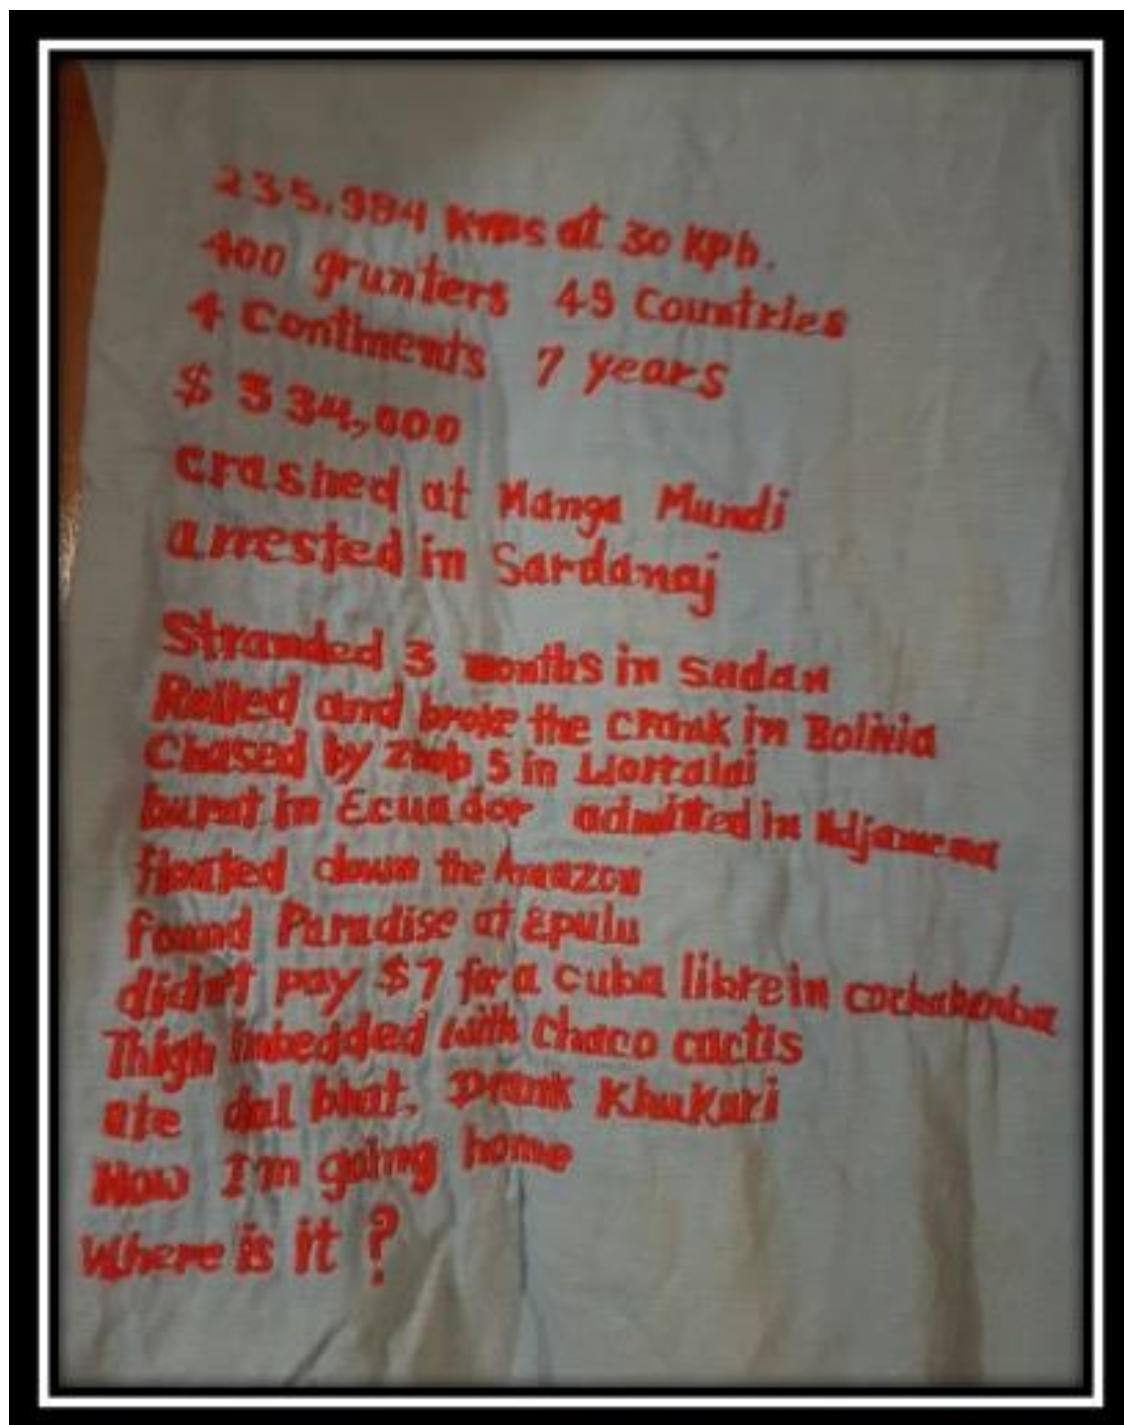 235,984 Kms at 30 Kph.
400 grunters 49 Countries
4 Continents 7 years
$ 334,000
crashed at Manga Mundi
arrested in Sardanaj
Stranded 3 months in Sudan
Rolled and broke the crank in Bolivia
Chased by in
burnt in Ecuador admitted in Ndjamena
floated down the Amazon
found Paradise at Epulu
didn't pay $7 for a cuba libre in cochabamba
Thigh imbedded with Chaco cactis
ate dal bhat, Drank Khukuri
Now I'm going home
Where is it ?